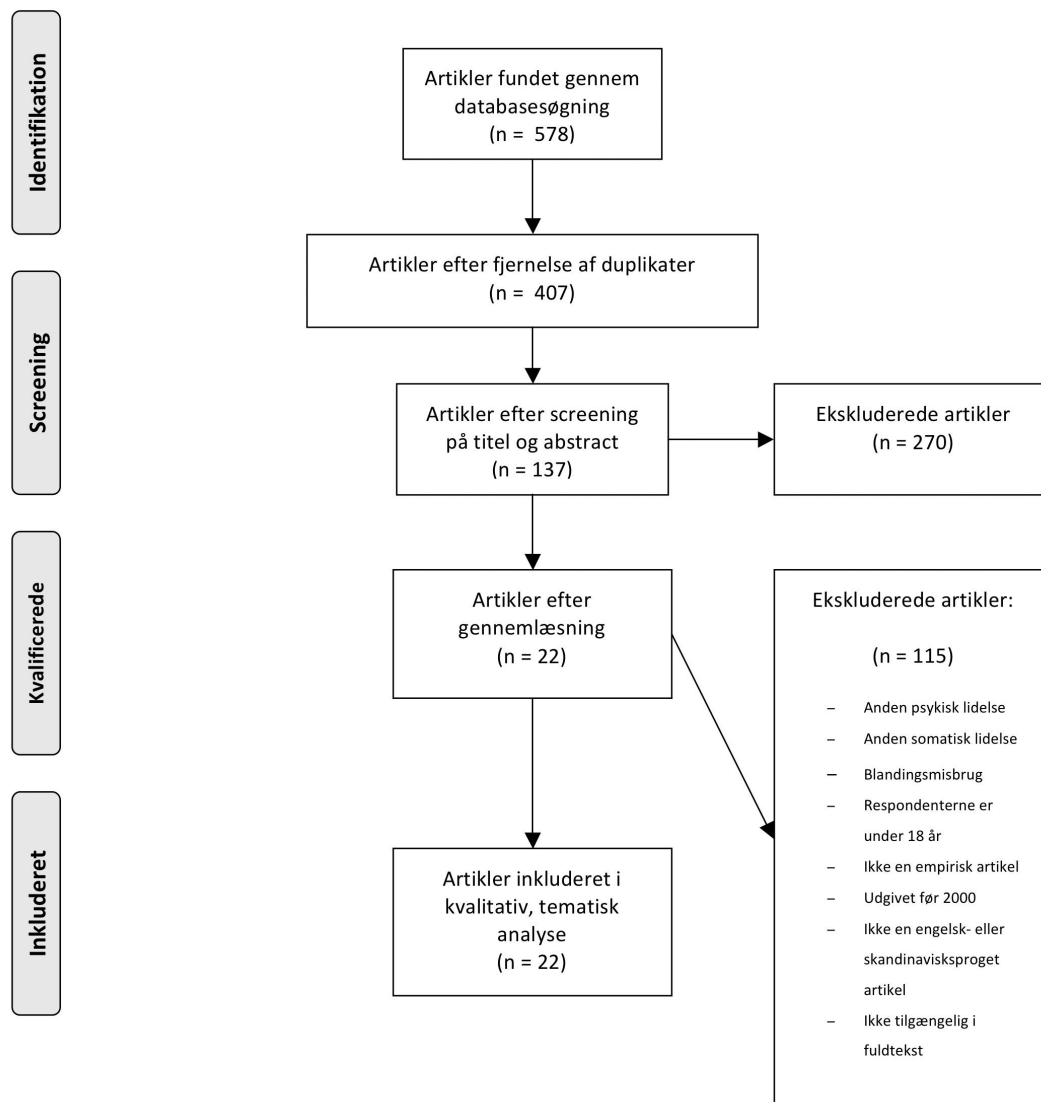 Identifikation
Artikler fundet gennem
databasesøgning
(n = 578)
Artikler efter fjernelse af duplikater
(n = 407)
Screening
Artikler efter screening
på titel og abstract
(n = 137)
Ekskluderede artikler
(n = 270)
Kvalificerede
Artikler efter
gennemlæsning
(n = 22)
Ekskluderede artikler:
(n = 115)
– Anden psykisk lidelse
– Anden somatisk lidelse
– Blandingsmisbrug
– Respondenterne er
under 18 år
– Ikke en empirisk artikel
– Udgivet før 2000
– Ikke en engelsk- eller
skandinavisksproget
artikel
– Ikke tilgængelig i
fuldtekst
Inkluderet
Artikler inkluderet i
kvalitativ, tematisk
analyse
(n = 22)